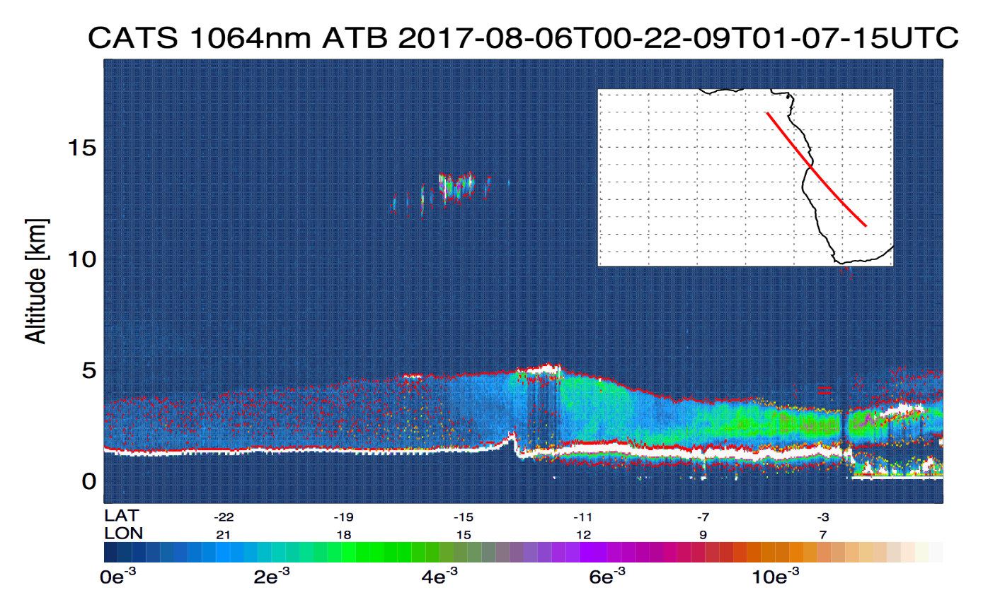 CATS 1064nm ATB 2017-08-06T00-22-09T01-07-15UTC
15
10
5
0
Altitude [km]
LAT -22 -19 -15 -11 -7 -3
LON 21 18 15 12 9 7
0e-3 2e-3 4e-3 6e-3 10e-3